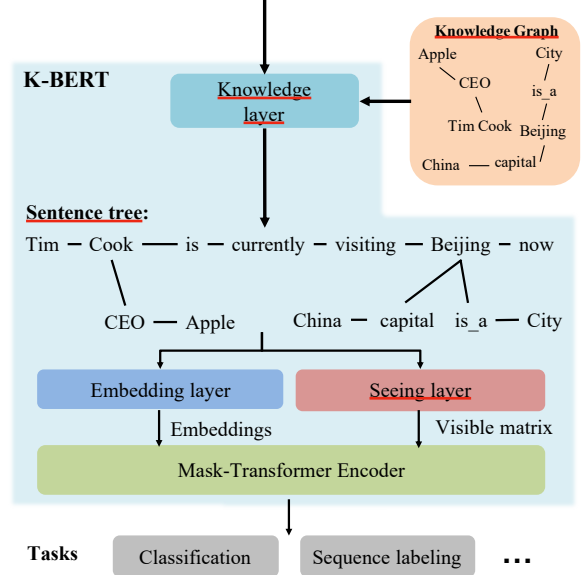 Knowledge Graph
Apple City
CEO is_a
Tim Cook Beijing
China capital
K-BERT
Knowledge
layer
Sentence tree:
Tim Cook is currently visiting Beijing now
CEO Apple China capital is_a City
Embedding layer Seeing layer
Embeddings Visible matrix
Mask-Transformer Encoder
Tasks Classification Sequence labeling ...